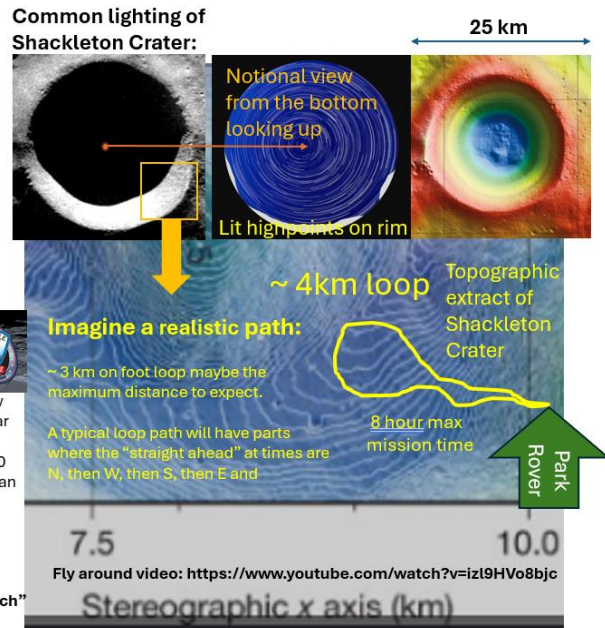 Common lighting of
Shackleton Crater:
25 km
Notional view
from the bottom
looking up
Lit highpoints on rim
~ 4km loop
Topographic
extract of
Shackleton
Crater
Imagine a realistic path:
~ 3 km on foot loop maybe the
maximum distance to expect.
A typical loop path will have parts
where the “straight ahead” at times are
N, then W, then S, then E and
8 hour max
mission time
Park
Rover
7.5
10.0
Fly around video: https://www.youtube.com/watch?v=izl9HVo8bjc
Stereographic x axis (km)
ch”